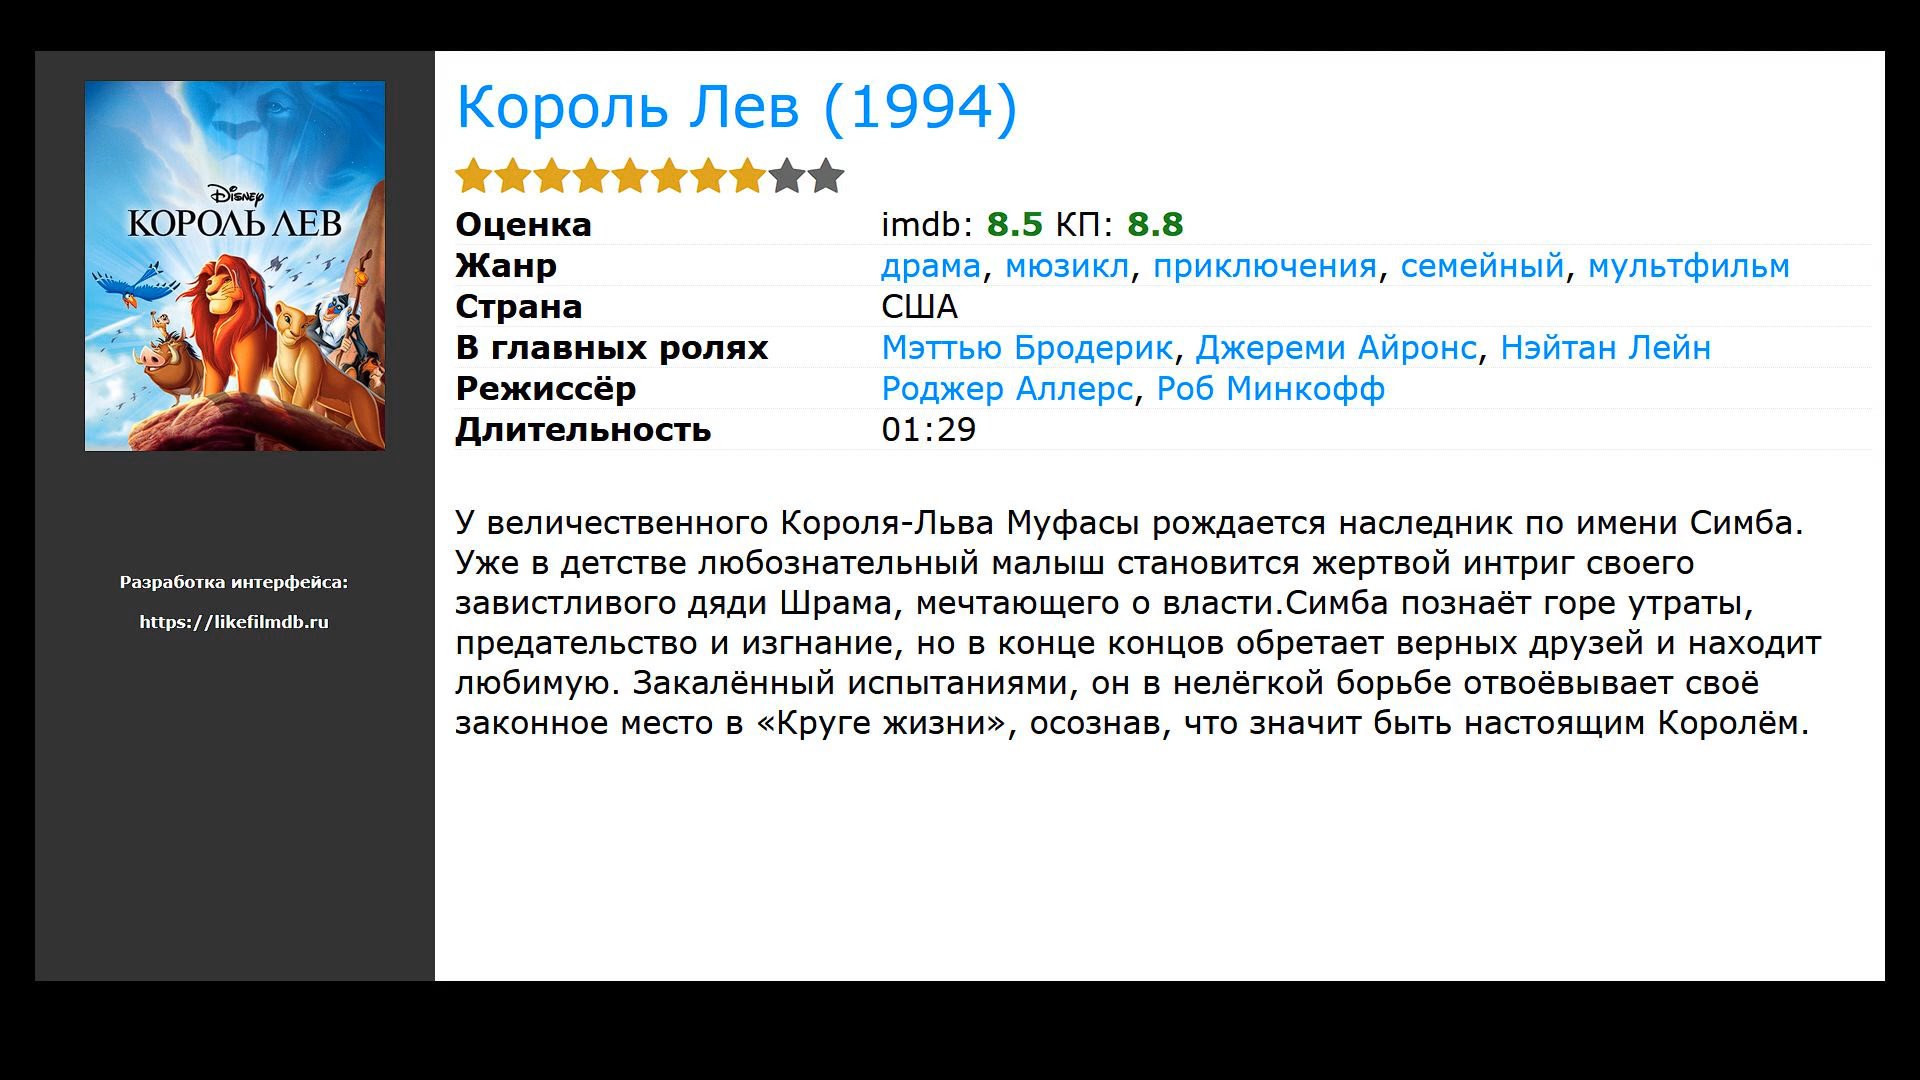 Disney
КОРОЛЬ ЛЕВ
Разработка интерфейса:
https://likefilmdb.ru
Король Лев (1994)
Оценка imdb: 8.5 КП: 8.8
Жанр драма, мюзикл, приключения, семейный, мультфильм
Страна США
В главных ролях Мэттью Бродерик, Джереми Айронс, Нэйтан Лейн
Режиссёр Роджер Аллерс, Роб Минкофф
Длительность 01:29
У величественного Короля-Льва Муфасы рождается наследник по имени Симба.
Уже в детстве любознательный малыш становится жертвой интриг своего
завистливого дяди Шрама, мечтающего о власти.Симба познаёт горе утраты,
предательство и изгнание, но в конце концов обретает верных друзей и находит
любимую. Закалённый испытаниями, он в нелёгкой борьбе отвоёвывает своё
законное место в «Круге жизни», осознав, что значит быть настоящим Королём.